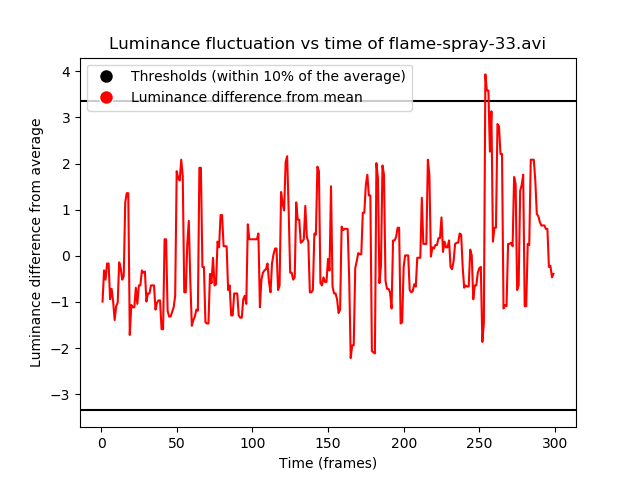 Luminance fluctuation vs time of flame-spray-33.avi
Thresholds (within 10% of the average)
Luminance difference from mean
Luminance difference from average
4
3
2
1
0
−1
−2
−3
0 50 100 150 200 250 300
Time (frames)